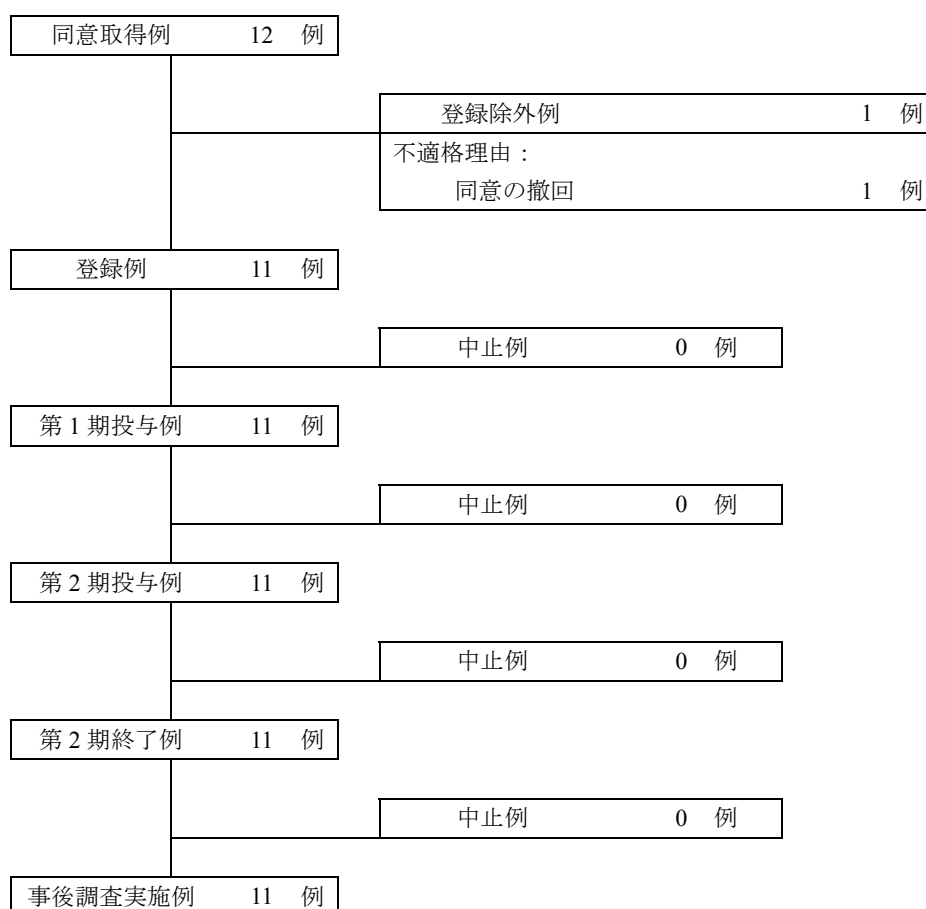 同意取得例 12 例
登録除外例 1 例
不適格理由：
同意の撤回 1 例
登録例 11 例
中止例 0 例
第1期投与例 11 例
中止例 0 例
第2期投与例 11 例
中止例 0 例
第2期終了例 11 例
中止例 0 例
事後調査実施例 11 例